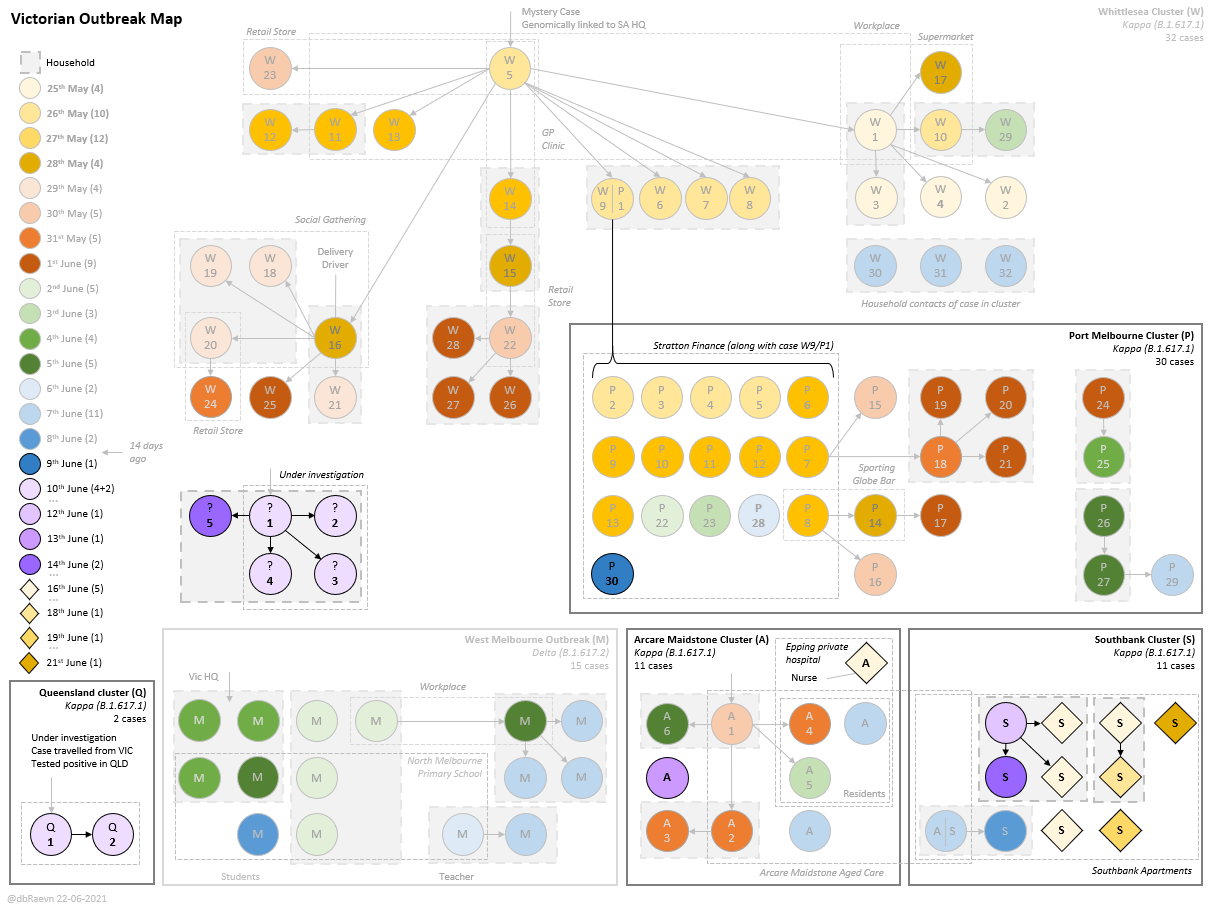 Victorian Outbreak Map
Mystery Case
Genomically linked to SA HQ
Whittlesea Cluster (W)
Kappa (B.1.617.1)
32 cases
Household
25th May (4)
26th May (10)
27th May (12)
28th May (4)
29th May (4)
30th May (5)
31st May (5)
1st June (9)
2nd June (5)
3rd June (3)
4th June (4)
5th June (5)
6th June (2)
7th June (11)
8th June (2)
14 days
ago
9th June (1)
10th June (4+2)
...
12th June (1)
13th June (1)
14th June (2)
...
16th June (5)
...
18th June (1)
19th June (1)
...
21st June (1)
Retail Store
W
23
W
5
W
12
W
11
W
13
GP
Clinic
Workplace
Supermarket
W
17
W
1
W
10
W
29
W
3
W
4
W
2
W
14
W P
9 1
W
6
W
7
W
8
W
30
W
31
W
32
Household contacts of case in cluster
Social Gathering
Delivery
Driver
W
19
W
18
W
15
Retail
Store
W
20
W
16
W
28
W
22
W
24
W
25
W
21
W
27
W
26
Retail Store
Under investigation
?
5
?
1
?
2
?
4
?
3
Port Melbourne Cluster (P)
Kappa (B.1.617.1)
30 cases
Stratton Finance (along with case W9/P1)
P
2
P
3
P
4
P
5
P
6
P
15
P
19
P
20
P
24
P
9
P
10
P
11
P
12
P
7
P
18
P
21
P
25
Sporting
Globe Bar
P
13
P
22
P
23
P
28
P
8
P
14
P
17
P
26
P
30
P
16
P
27
P
29
Queensland cluster (Q)
Kappa (B.1.617.1)
2 cases
Under investigation
Case travelled from VIC
Tested positive in QLD
Q
1
Q
2
West Melbourne Outbreak (M)
Delta (B.1.617.2)
15 cases
Vic HQ
Workplace
M
M
M
M
M
M
North Melbourne
Primary School
M
M
M
M
M
M
M
M
M
Students
Teacher
Arcare Maidstone Cluster (A)
Kappa (B.1.617.1)
11 cases
Epping private
hospital
Nurse
A
A
6
A
1
A
4
A
A
A
5
Residents
A
3
A
2
A
Arcare Maidstone Aged Care
Southbank Cluster (S)
Kappa (B.1.617.1)
11 cases
S
S
S
S
S
S
S
A S
S
S
S
Southbank Apartments
@dbRaevn 22-06-2021